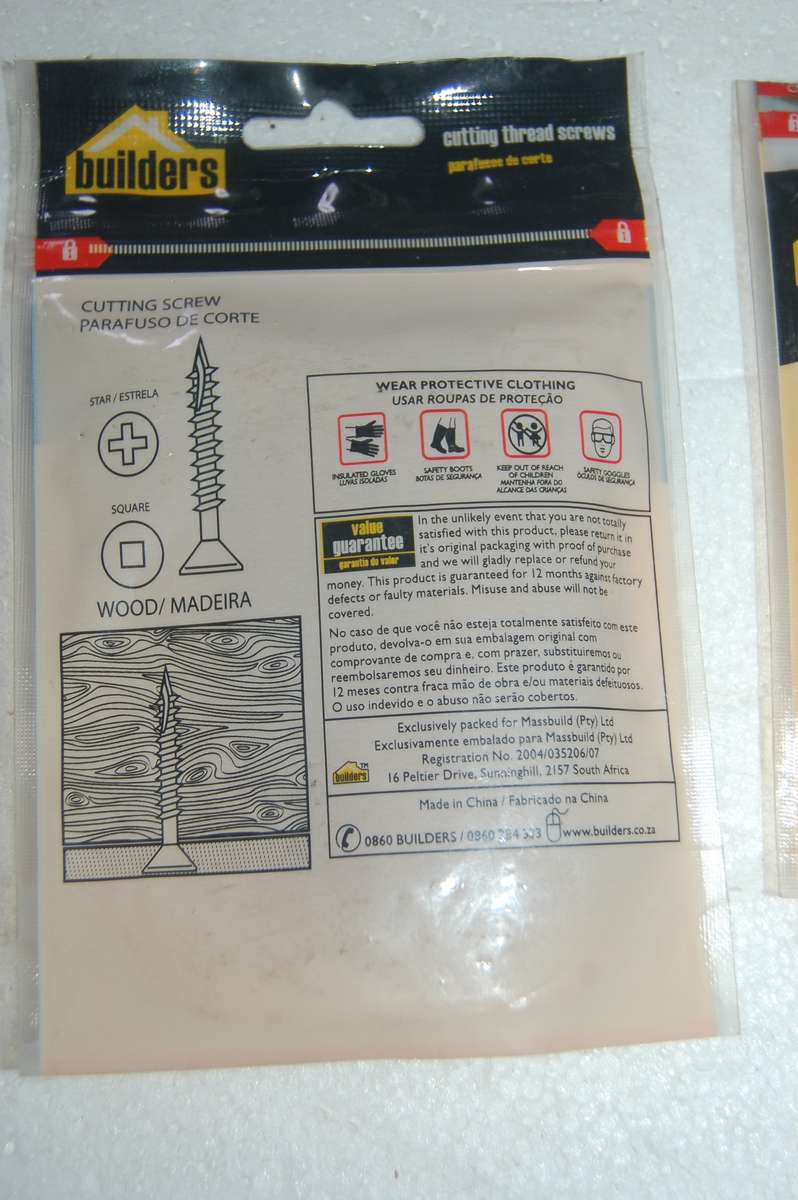 builders
cutting thread screws
parafusos de corte
CUTTING SCREW
PARAFUSO DE CORTE
STAR / ESTRELA
SQUARE
WOOD/ MADEIRA
WEAR PROTECTIVE CLOTHING
USAR ROUPAS DE PROTEÇÃO
INSULATED GLOVES
LUVAS ISOLADAS
SAFETY BOOTS
BOTAS DE SEGURANÇA
KEEP OUT OF REACH
OF CHILDREN
MANTENHA FORA DO
ALCANCE DAS CRIANÇAS
SAFETY GOGGLES
ÓCULOS DE SEGURANÇA
value
guarantee
garantia do valor
In the unlikely event that you are not totally
satisfied with this product, please return it in
it's original packaging with proof of purchase
and we will gladly replace or refund your
money. This product is guaranteed for 12 months against factory
defects or faulty materials. Misuse and abuse will not be
covered.
No caso de que você não esteja totalmente satisfeito com este
produto, devolva-o em sua embalagem original com
comprovante de compra e, com prazer, substituiremos ou
reembolsaremos seu dinheiro. Este produto é garantido por
12 meses contra fraca mão de obra e/ou materiais defeituosos.
O uso indevido e o abuso não serão cobertos.
Exclusively packed for Massbuild (Pty) Ltd
Exclusivamente embalado para Massbuild (Pty) Ltd
Registration No. 2004/035206/07
16 Peltier Drive, Sunninghill, 2157 South Africa
builders TM
Made in China / Fabricado na China
0860 BUILDERS / 0860 284 533 www.builders.co.za